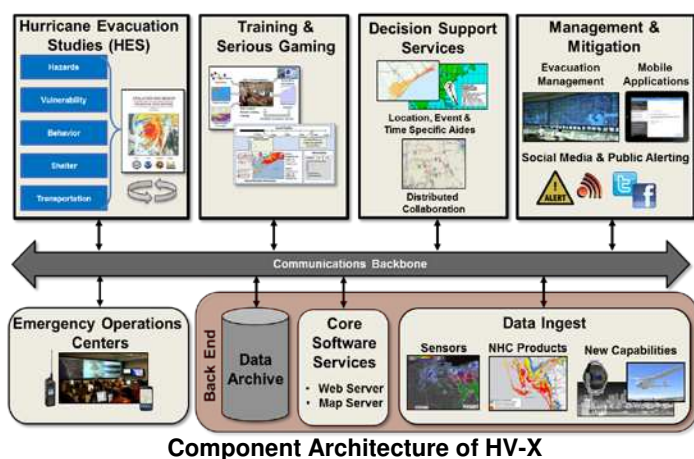 Hurricane Evacuation
Studies (HES)
Hazards
Vulnerability
Behavior
Shelter
Transportation
Training &
Serious Gaming
Decision Support
Services
Location, Event &
Time Specific Aides
Distributed
Collaboration
Management &
Mitigation
Evacuation
Management
Mobile
Applications
Social Media & Public Alerting
ALERT
t
f
Communications Backbone
Emergency Operations
Centers
Back End
Data
Archive
Core
Software
Services
• Web Server
• Map Server
Data Ingest
Sensors
NHC Products
New Capabilities
Component Architecture of HV-X